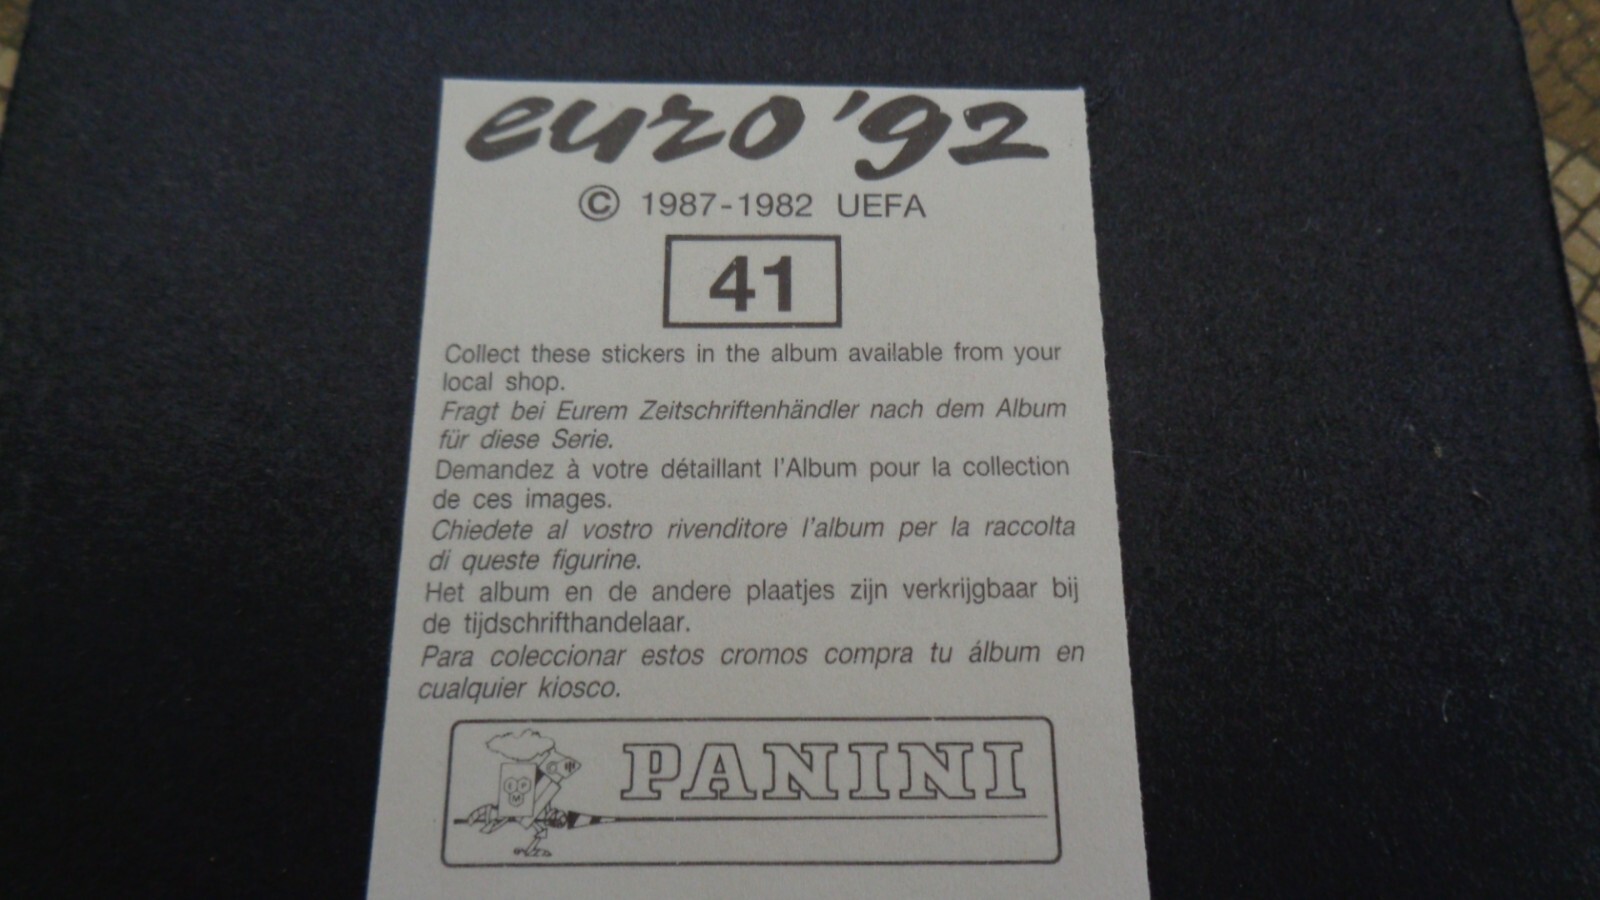 euro '92
© 1987-1982 UEFA
41
Collect these stickers in the album available from your
local shop.
Fragt bei Eurem Zeitschriftenhändler nach dem Album
für diese Serie.
Demandez à votre détaillant l'Album pour la collection
de ces images.
Chiedete al vostro rivenditore l'album per la raccolta
di queste figurine.
Het album en de andere plaatjes zijn verkrijgbaar bij
de tijdschrifthandelaar.
Para coleccionar estos cromos compra tu álbum en
cualquier kiosco.
PANINI